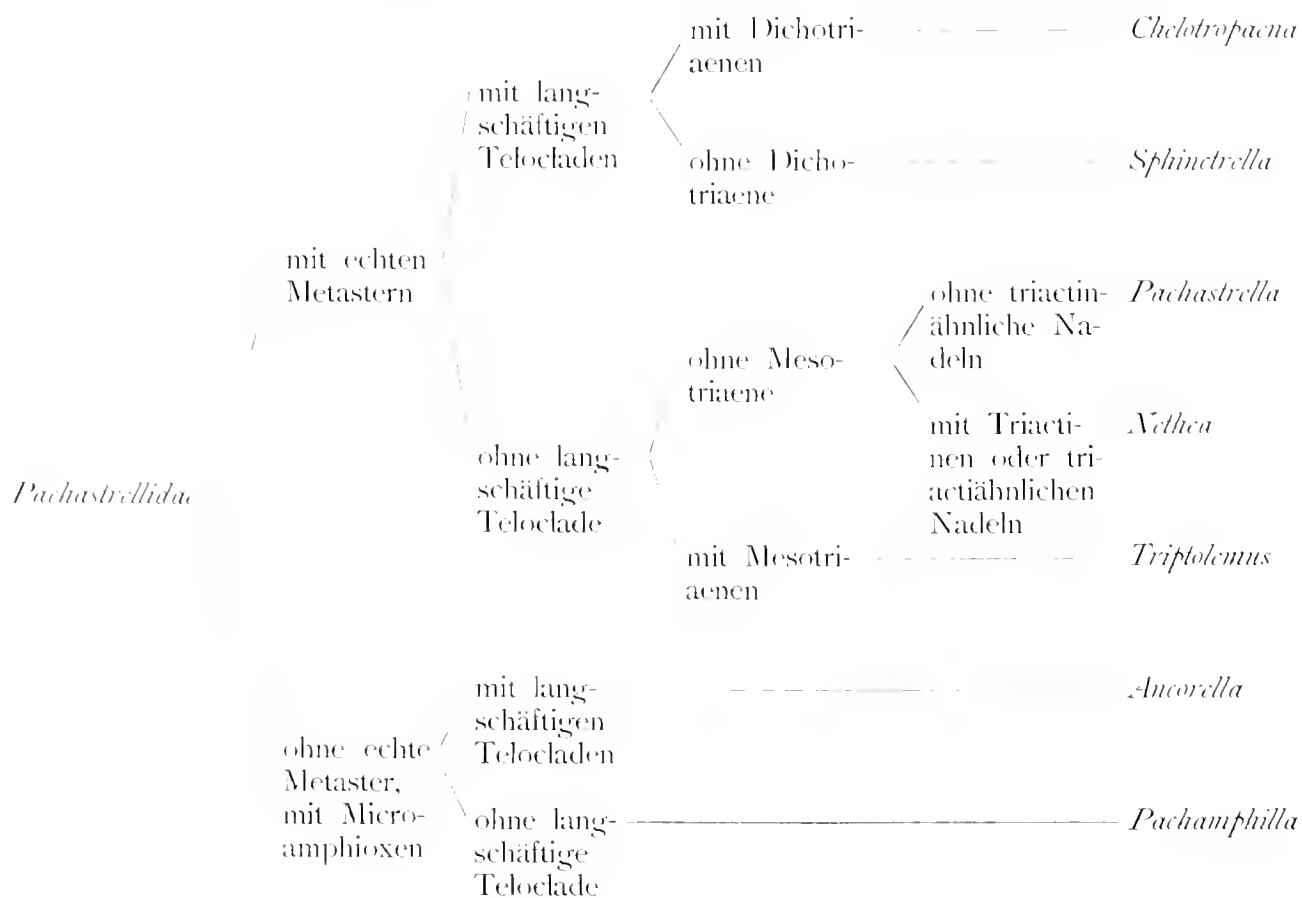 mit Dichotri-
aenen
Chelotropaena
mit lang-
schäftigen
Telocladen
ohne Dicho-
triaene
Sphinctrella
mit echten
Metastern
ohne triactin-
ähnliche Na-
deln
Pachastrella
ohne Meso-
triaene
mit Triacti-
nen oder tri-
actiähnlichen
Nadeln
Nethea
ohne lang-
schäftige
Teloclade
Pachastrellidae
mit Mesotri-
aenen
Triptolemus
mit lang-
schäftigen
Telocladen
Ancorella
ohne echte
Metaster,
mit Micro-
amphioxen
ohne lang-
schäftige
Teloclade
Pachamphilla